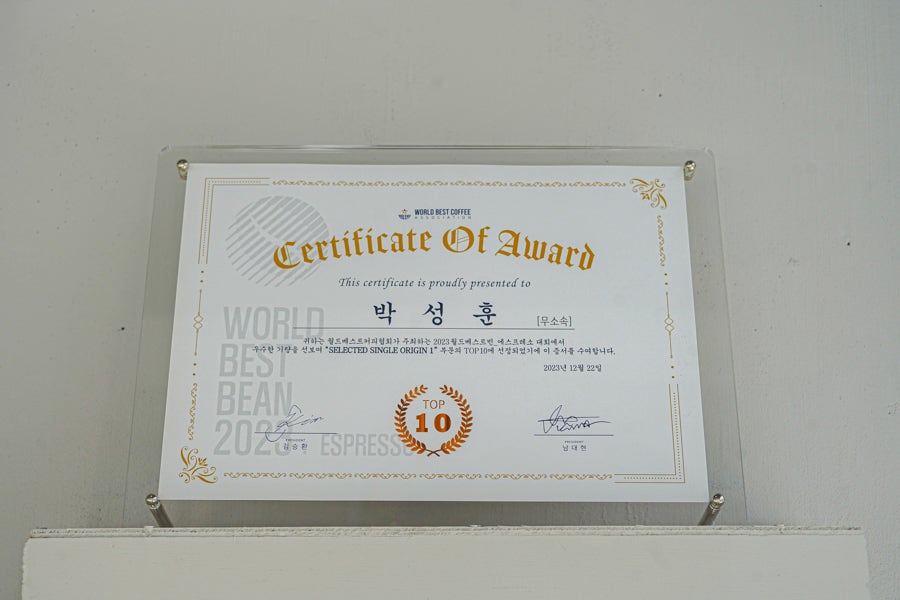 WORLD BEST COFFEE
ASSOCIATION
Certificate Of Award
This certificate is proudly presented to
박 성 훈 [무소속]
귀하는 월드베스트커피협회가 주최하는 2023월드베스트빈_에스프레소 대회에서
우수한 기량을 선보여 "SELECTED SINGLE ORIGIN 1" 부문의 TOP10에 선정되었기에 이 증서를 수여합니다.
2023년 12월 22일
WORLD
BEST
BEAN
2023 ESPRESSO
TOP
10
PRESIDENT
김승환
PRESIDENT
남대현